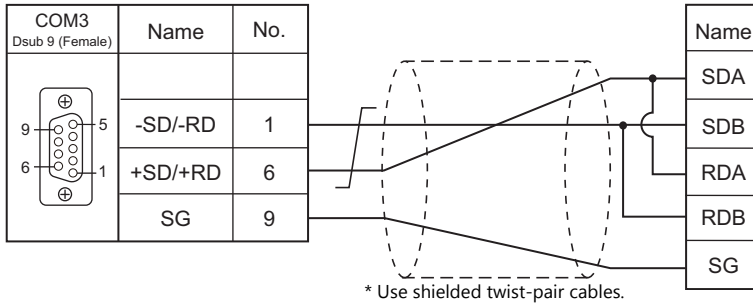 COM3
Dsub 9 (Female)
Name
No.
Name
SDA
9
5
-SD/-RD
1
SDB
6
1
+SD/+RD
6
RDA
RDB
SG
9
SG
* Use shielded twist-pair cables.